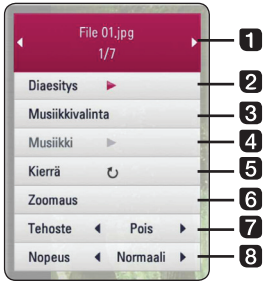 File 01.jpg
1/7
1
Diaesitys
2
Musiikkivalinta
3
Musiikki
4
Kierrä
5
Zoomaus
6
Tehoste Pois
7
Nopeus Normaali
8